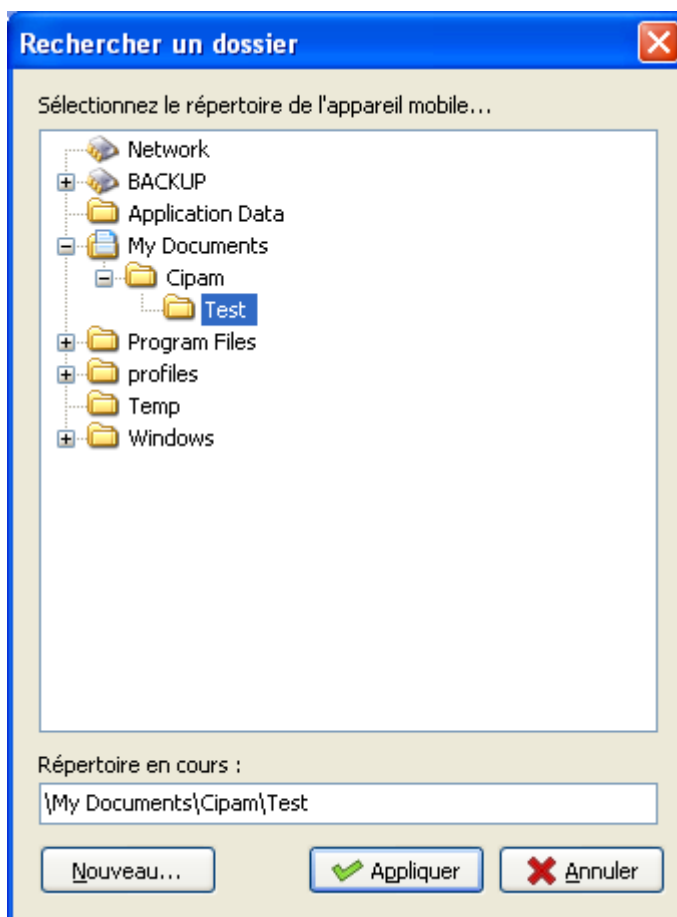 Rechercher un dossier
Sélectionnez le répertoire de l'appareil mobile...
Network
BACKUP
Application Data
My Documents
Cipam
Test
Program Files
profiles
Temp
Windows
Répertoire en cours :
\My Documents\Cipam\Test
Nouveau... Appliquer Annuler